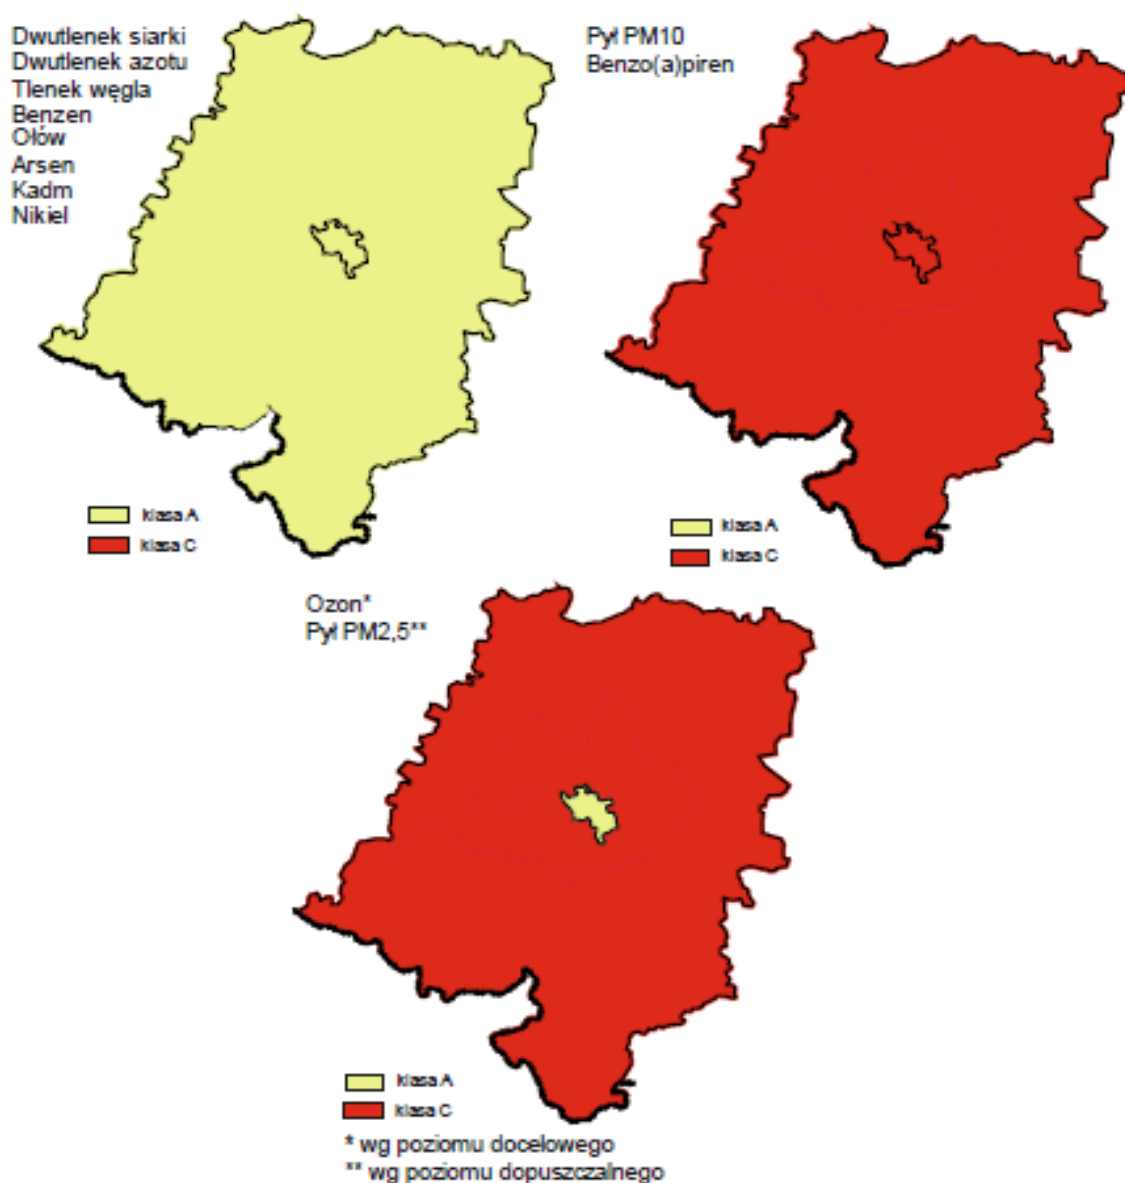 Dwutlenek siarki
Dwutlenek azotu
Tlenek węgla
Benzen
Ołów
Arsen
Kadm
Nikiel
klasa A
klasa C
Pył PM10
Benzo(a)piren
klasa A
klasa C
Ozon*
Pył PM2,5**
klasa A
klasa C
* wg poziomu docelowego
** wg poziomu dopuszczalnego